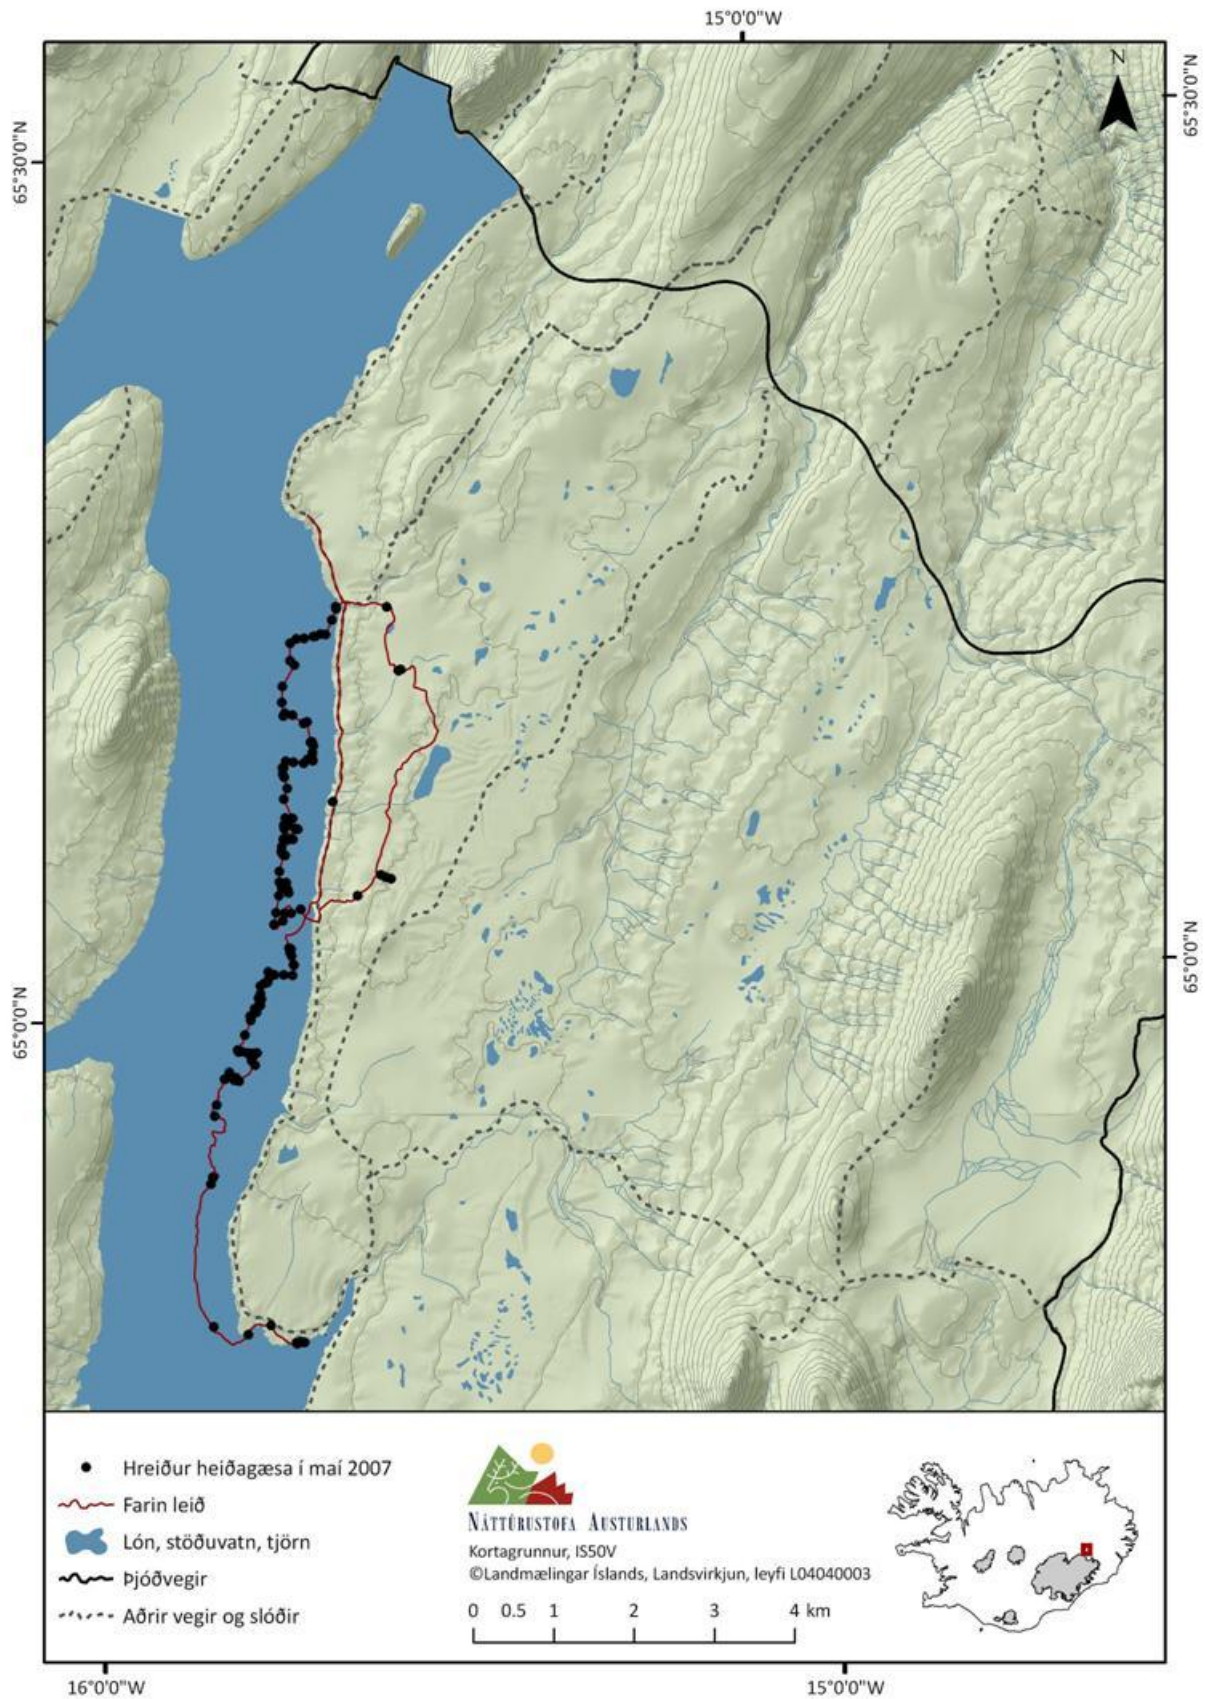 15°0'0"W
N
65°30'0"N
65°30'0"N
65°0'0"N
65°0'0"N
Hreiður heiðagæsa í maí 2007
Farin leið
Lón, stöðuvatn, tjörn
Þjóðvegir
Aðrir vegir og slóðir
NÁTTÚRUSTOFA AUSTURLANDS
Kortagrunnur, IS50V
©Landmælingar Íslands, Landsvirkjun, leyfi L04040003
0 0.5 1 2 3 4 km
16°0'0"W 15°0'0"W